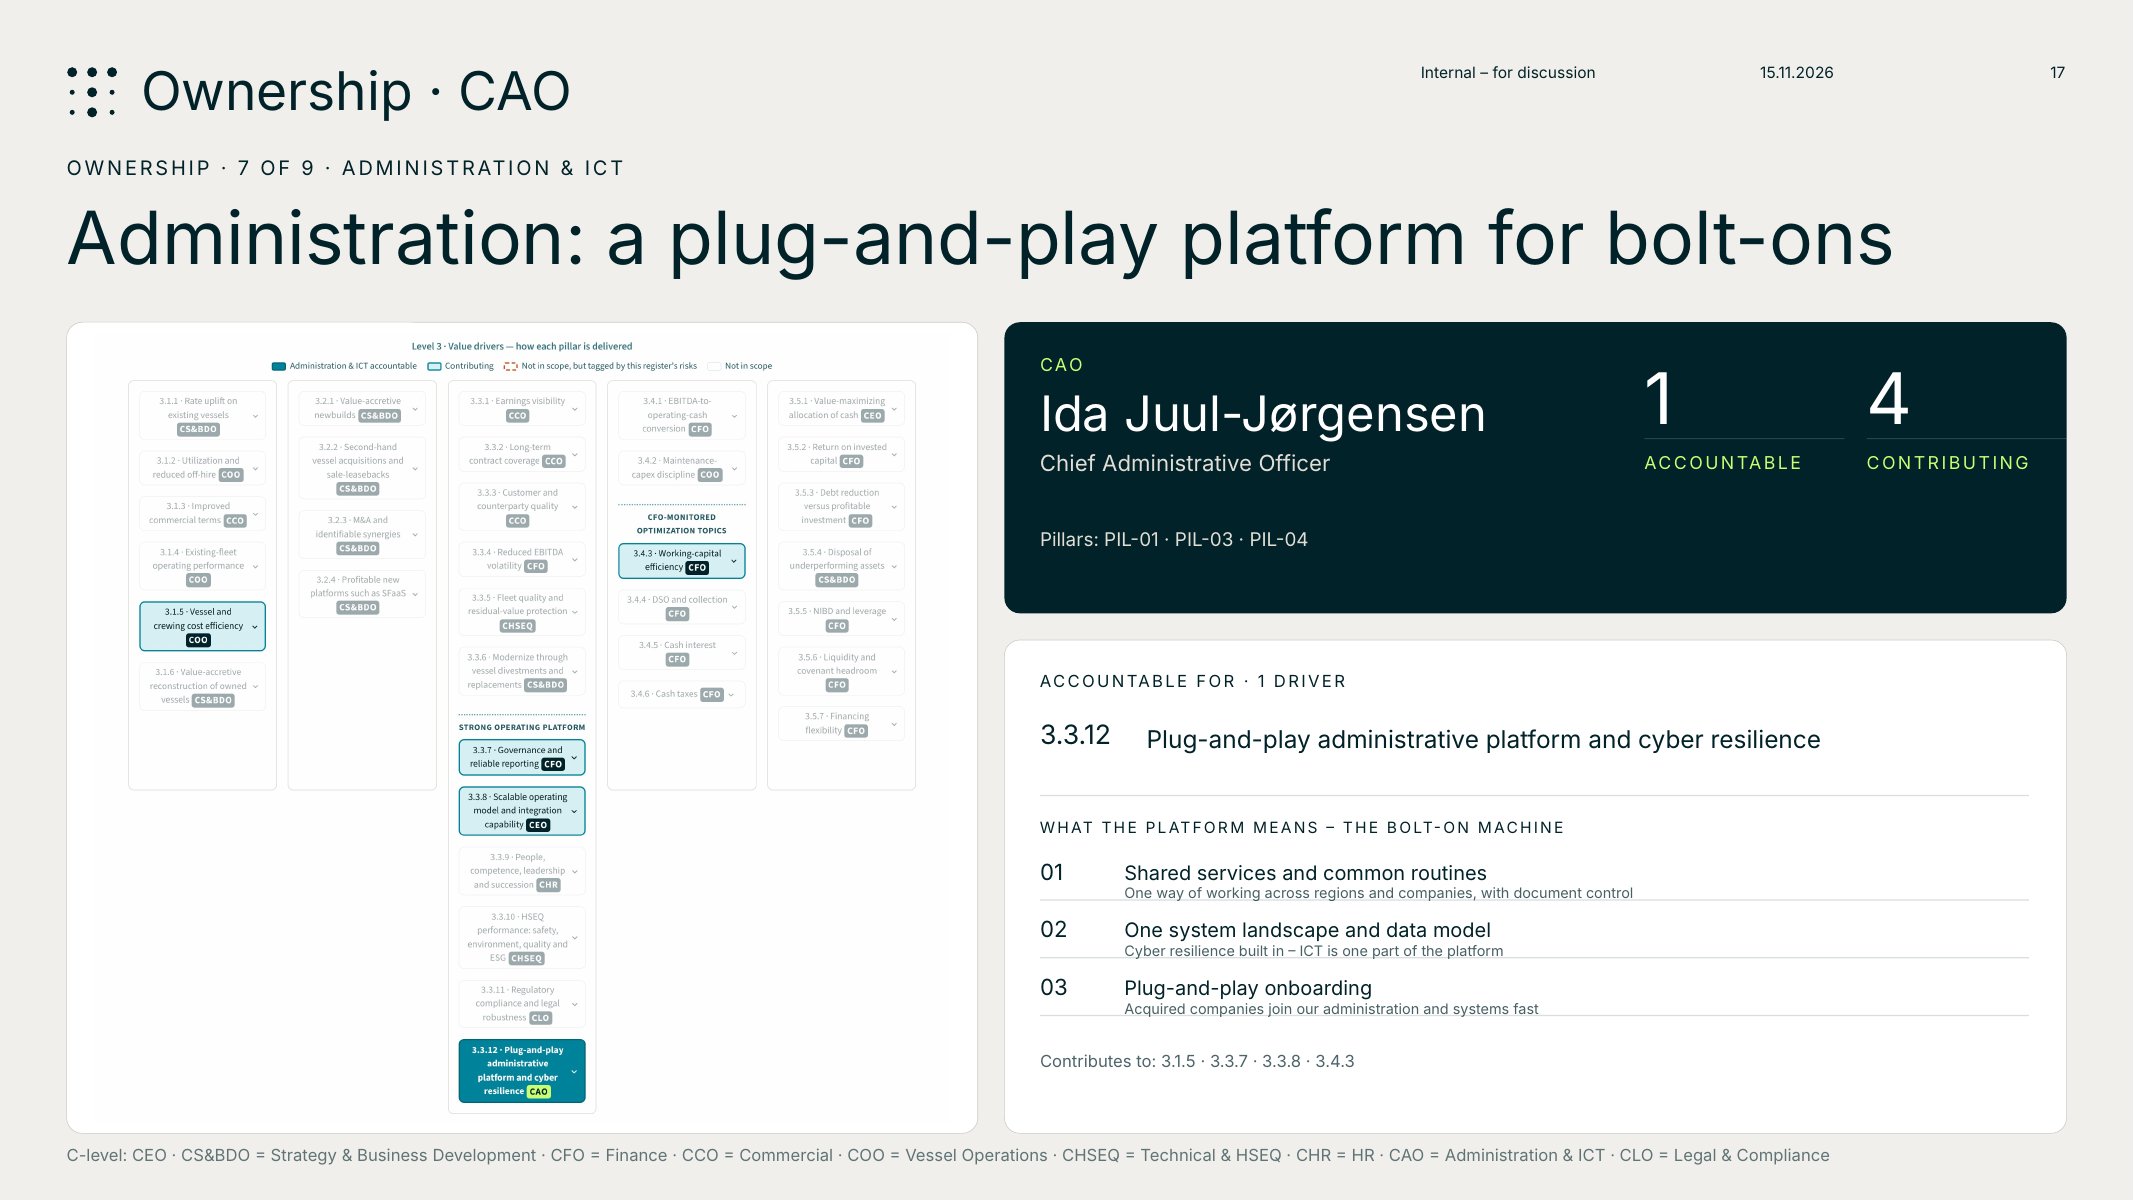 Ownership · CAO
Internal – for discussion
15.11.2026
17
OWNERSHIP · 7 OF 9 · ADMINISTRATION & ICT
Administration: a plug-and-play platform for bolt-ons
Level 3 · Value drivers — how each pillar is delivered
Administration & ICT accountable
Contributing
Not in scope, but tagged by this register's risks
Not in scope
3.1.1 · Rate uplift on
existing vessels
CS&BDO
3.1.2 · Utilization and
reduced off-hire COO
3.1.3 · Improved
commercial terms CCO
3.1.4 · Existing-fleet
operating performance
COO
3.1.5 · Vessel and
crewing cost efficiency
COO
3.1.6 · Value-accretive
reconstruction of owned
vessels CS&BDO
3.2.1 · Value-accretive
newbuilds CS&BDO
3.2.2 · Second-hand
vessel acquisitions and
sale-leasebacks
CS&BDO
3.2.3 · M&A and
identifiable synergies
CS&BDO
3.2.4 · Profitable new
platforms such as SFaaS
CS&BDO
3.3.1 · Earnings visibility
CCO
3.3.2 · Long-term
contract coverage CCO
3.3.3 · Customer and
counterparty quality
CCO
3.3.4 · Reduced EBITDA
volatility CFO
3.3.5 · Fleet quality and
residual-value protection
CHSEQ
3.3.6 · Modernize through
vessel divestments and
replacements CS&BDO
STRONG OPERATING PLATFORM
3.3.7 · Governance and
reliable reporting CFO
3.3.8 · Scalable operating
model and integration
capability CEO
3.3.9 · People,
competence, leadership
and succession CHR
3.3.10 · HSEQ
performance: safety,
environment, quality and
ESG CHSEQ
3.3.11 · Regulatory
compliance and legal
robustness CLO
3.3.12 · Plug-and-play
administrative
platform and cyber
resilience CAO
3.4.1 · EBITDA-to-
operating-cash
conversion CFO
3.4.2 · Maintenance-
capex discipline COO
CFO-MONITORED
OPTIMIZATION TOPICS
3.4.3 · Working-capital
efficiency CFO
3.4.4 · DSO and collection
CFO
3.4.5 · Cash interest
CFO
3.4.6 · Cash taxes CFO
3.5.1 · Value-maximizing
allocation of cash CEO
3.5.2 · Return on invested
capital CFO
3.5.3 · Debt reduction
versus profitable
investment CFO
3.5.4 · Disposal of
underperforming assets
CS&BDO
3.5.5 · NIBD and leverage
CFO
3.5.6 · Liquidity and
covenant headroom
CFO
3.5.7 · Financing
flexibility CFO
CAO
Ida Juul-Jørgensen
Chief Administrative Officer
1
ACCOUNTABLE
4
CONTRIBUTING
Pillars: PIL-01 · PIL-03 · PIL-04
ACCOUNTABLE FOR · 1 DRIVER
3.3.12 Plug-and-play administrative platform and cyber resilience
WHAT THE PLATFORM MEANS – THE BOLT-ON MACHINE
01 Shared services and common routines
One way of working across regions and companies, with document control
02 One system landscape and data model
Cyber resilience built in – ICT is one part of the platform
03 Plug-and-play onboarding
Acquired companies join our administration and systems fast
Contributes to: 3.1.5 · 3.3.7 · 3.3.8 · 3.4.3
C-level: CEO · CS&BDO = Strategy & Business Development · CFO = Finance · CCO = Commercial · COO = Vessel Operations · CHSEQ = Technical & HSEQ · CHR = HR · CAO = Administration & ICT · CLO = Legal & Compliance